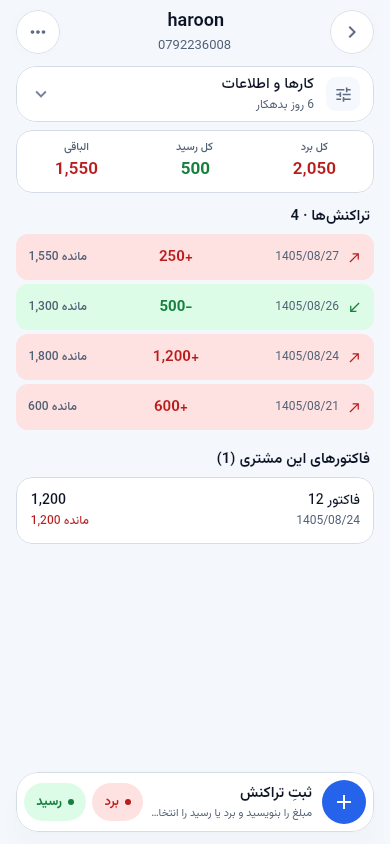 haroon
0792236008
کارها و اطلاعات
6 روز بدهکار
کل برد
کل رسید
الباقی
2,050
500
1,550
تراکنش‌ها · 4
1405/08/27
+250
مانده 1,550
1405/08/26
−500
مانده 1,300
1405/08/24
+1,200
مانده 1,800
1405/08/21
+600
مانده 600
فاکتورهای این مشتری (1)
فاکتور 12
1,200
1405/08/24
مانده 1,200
ثبتِ تراکنش
مبلغ را بنویسید و برد یا رسید را انتخا...
برد
رسید